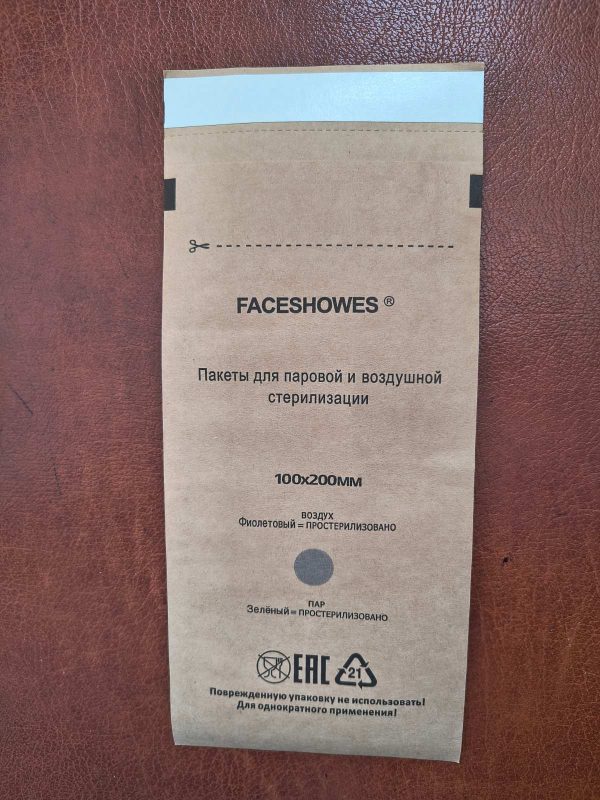 FACESHOWES ®
Пакеты для паровой и воздушной
стерилизации
100x200мм
ВОЗДУХ
Фиолетовый = ПРОСТЕРИЛИЗОВАНО
ПАР
Зелёный = ПРОСТЕРИЛИЗОВАНО
EAC 21
Поврежденную упаковку не использовать!
Для однократного применения!